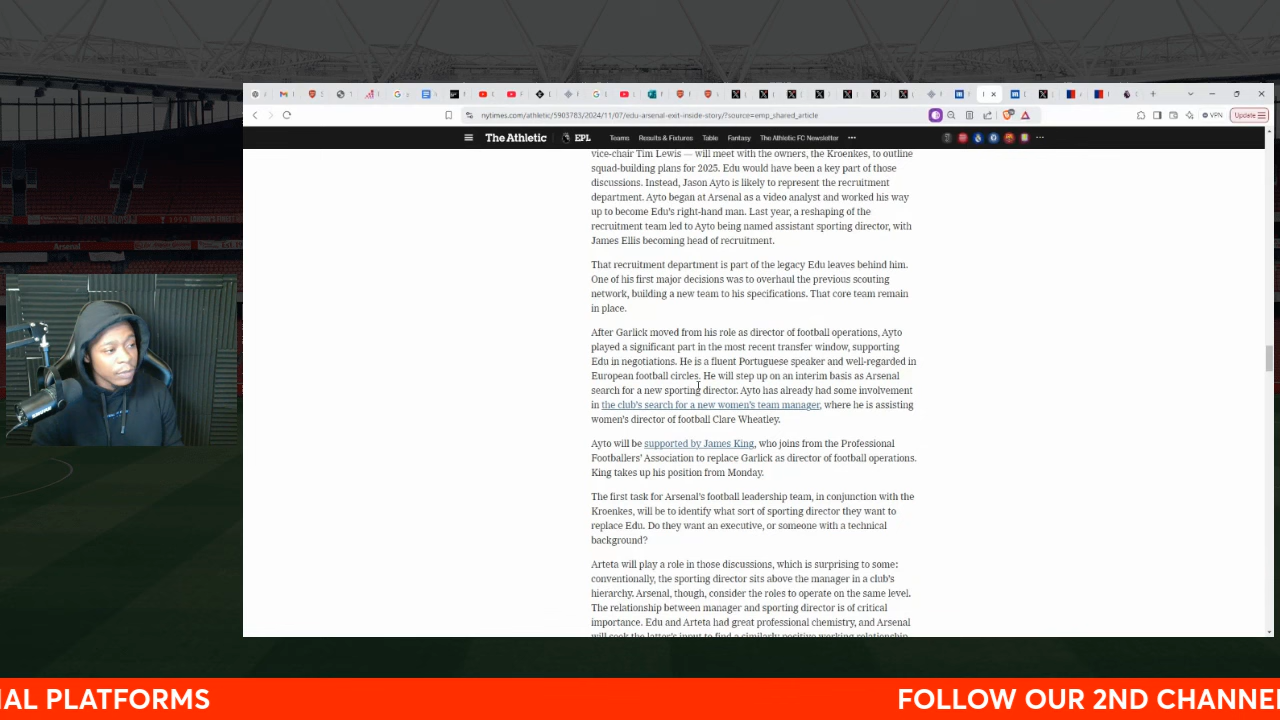 nytimes.com/athletic/5903763/2024/11/07/edu-arsenal-exit-inside-story/?source=emp_shared_article
VPN
Update
The Athletic
EPL
Teams
Results & Fixtures
Table
Fantasy
The Athletic FC Newsletter
vice-chair Tim Lewis — will meet with the owners, the Kroenkes, to outline
squad-building plans for 2025. Edu would have been a key part of those
discussions. Instead, Jason Ayto is likely to represent the recruitment
department. Ayto began at Arsenal as a video analyst and worked his way
up to become Edu's right-hand man. Last year, a reshaping of the
recruitment team led to Ayto being named assistant sporting director, with
James Ellis becoming head of recruitment.
That recruitment department is part of the legacy Edu leaves behind him.
One of his first major decisions was to overhaul the previous scouting
network, building a new team to his specifications. That core team remain
in place.
After Garlick moved from his role as director of football operations, Ayto
played a significant part in the most recent transfer window, supporting
Edu in negotiations. He is a fluent Portuguese speaker and well-regarded in
European football circles. He will step up on an interim basis as Arsenal
search for a new sporting director. Ayto has already had some involvement
in the club's search for a new women's team manager, where he is assisting
women's director of football Clare Wheatley.
Ayto will be supported by James King, who joins from the Professional
Footballers' Association to replace Garlick as director of football operations.
King takes up his position from Monday.
The first task for Arsenal's football leadership team, in conjunction with the
Kroenkes, will be to identify what sort of sporting director they want to
replace Edu. Do they want an executive, or someone with a technical
background?
Arteta will play a role in those discussions, which is surprising to some:
conventionally, the sporting director sits above the manager in a club's
hierarchy. Arsenal, though, consider the roles to operate on the same level.
The relationship between manager and sporting director is of critical
importance. Edu and Arteta had great professional chemistry, and Arsenal
will seek the latter's input to find a similarly positive working relationship
Arsenal
IAL PLATFORMS
FOLLOW OUR 2ND CHANNE